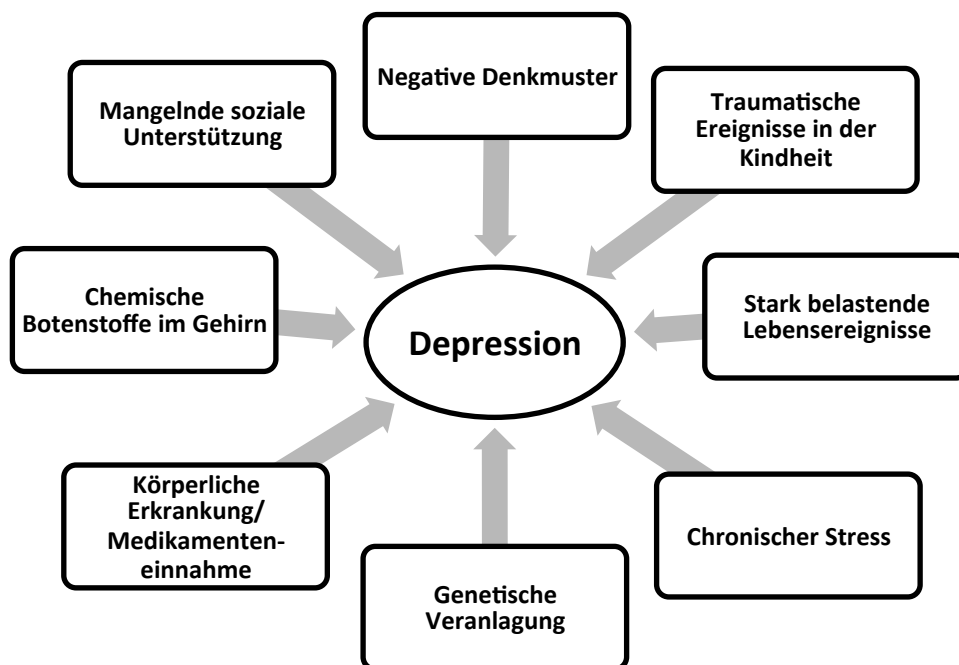 Negative Denkmuster
Mangelnde soziale
Unterstützung
Traumatische
Ereignisse in der
Kindheit
Chemische
Botenstoffe im Gehirn
Depression
Stark belastende
Lebensereignisse
Körperliche
Erkrankung/
Medikamenten-
einnahme
Genetische
Veranlagung
Chronischer Stress